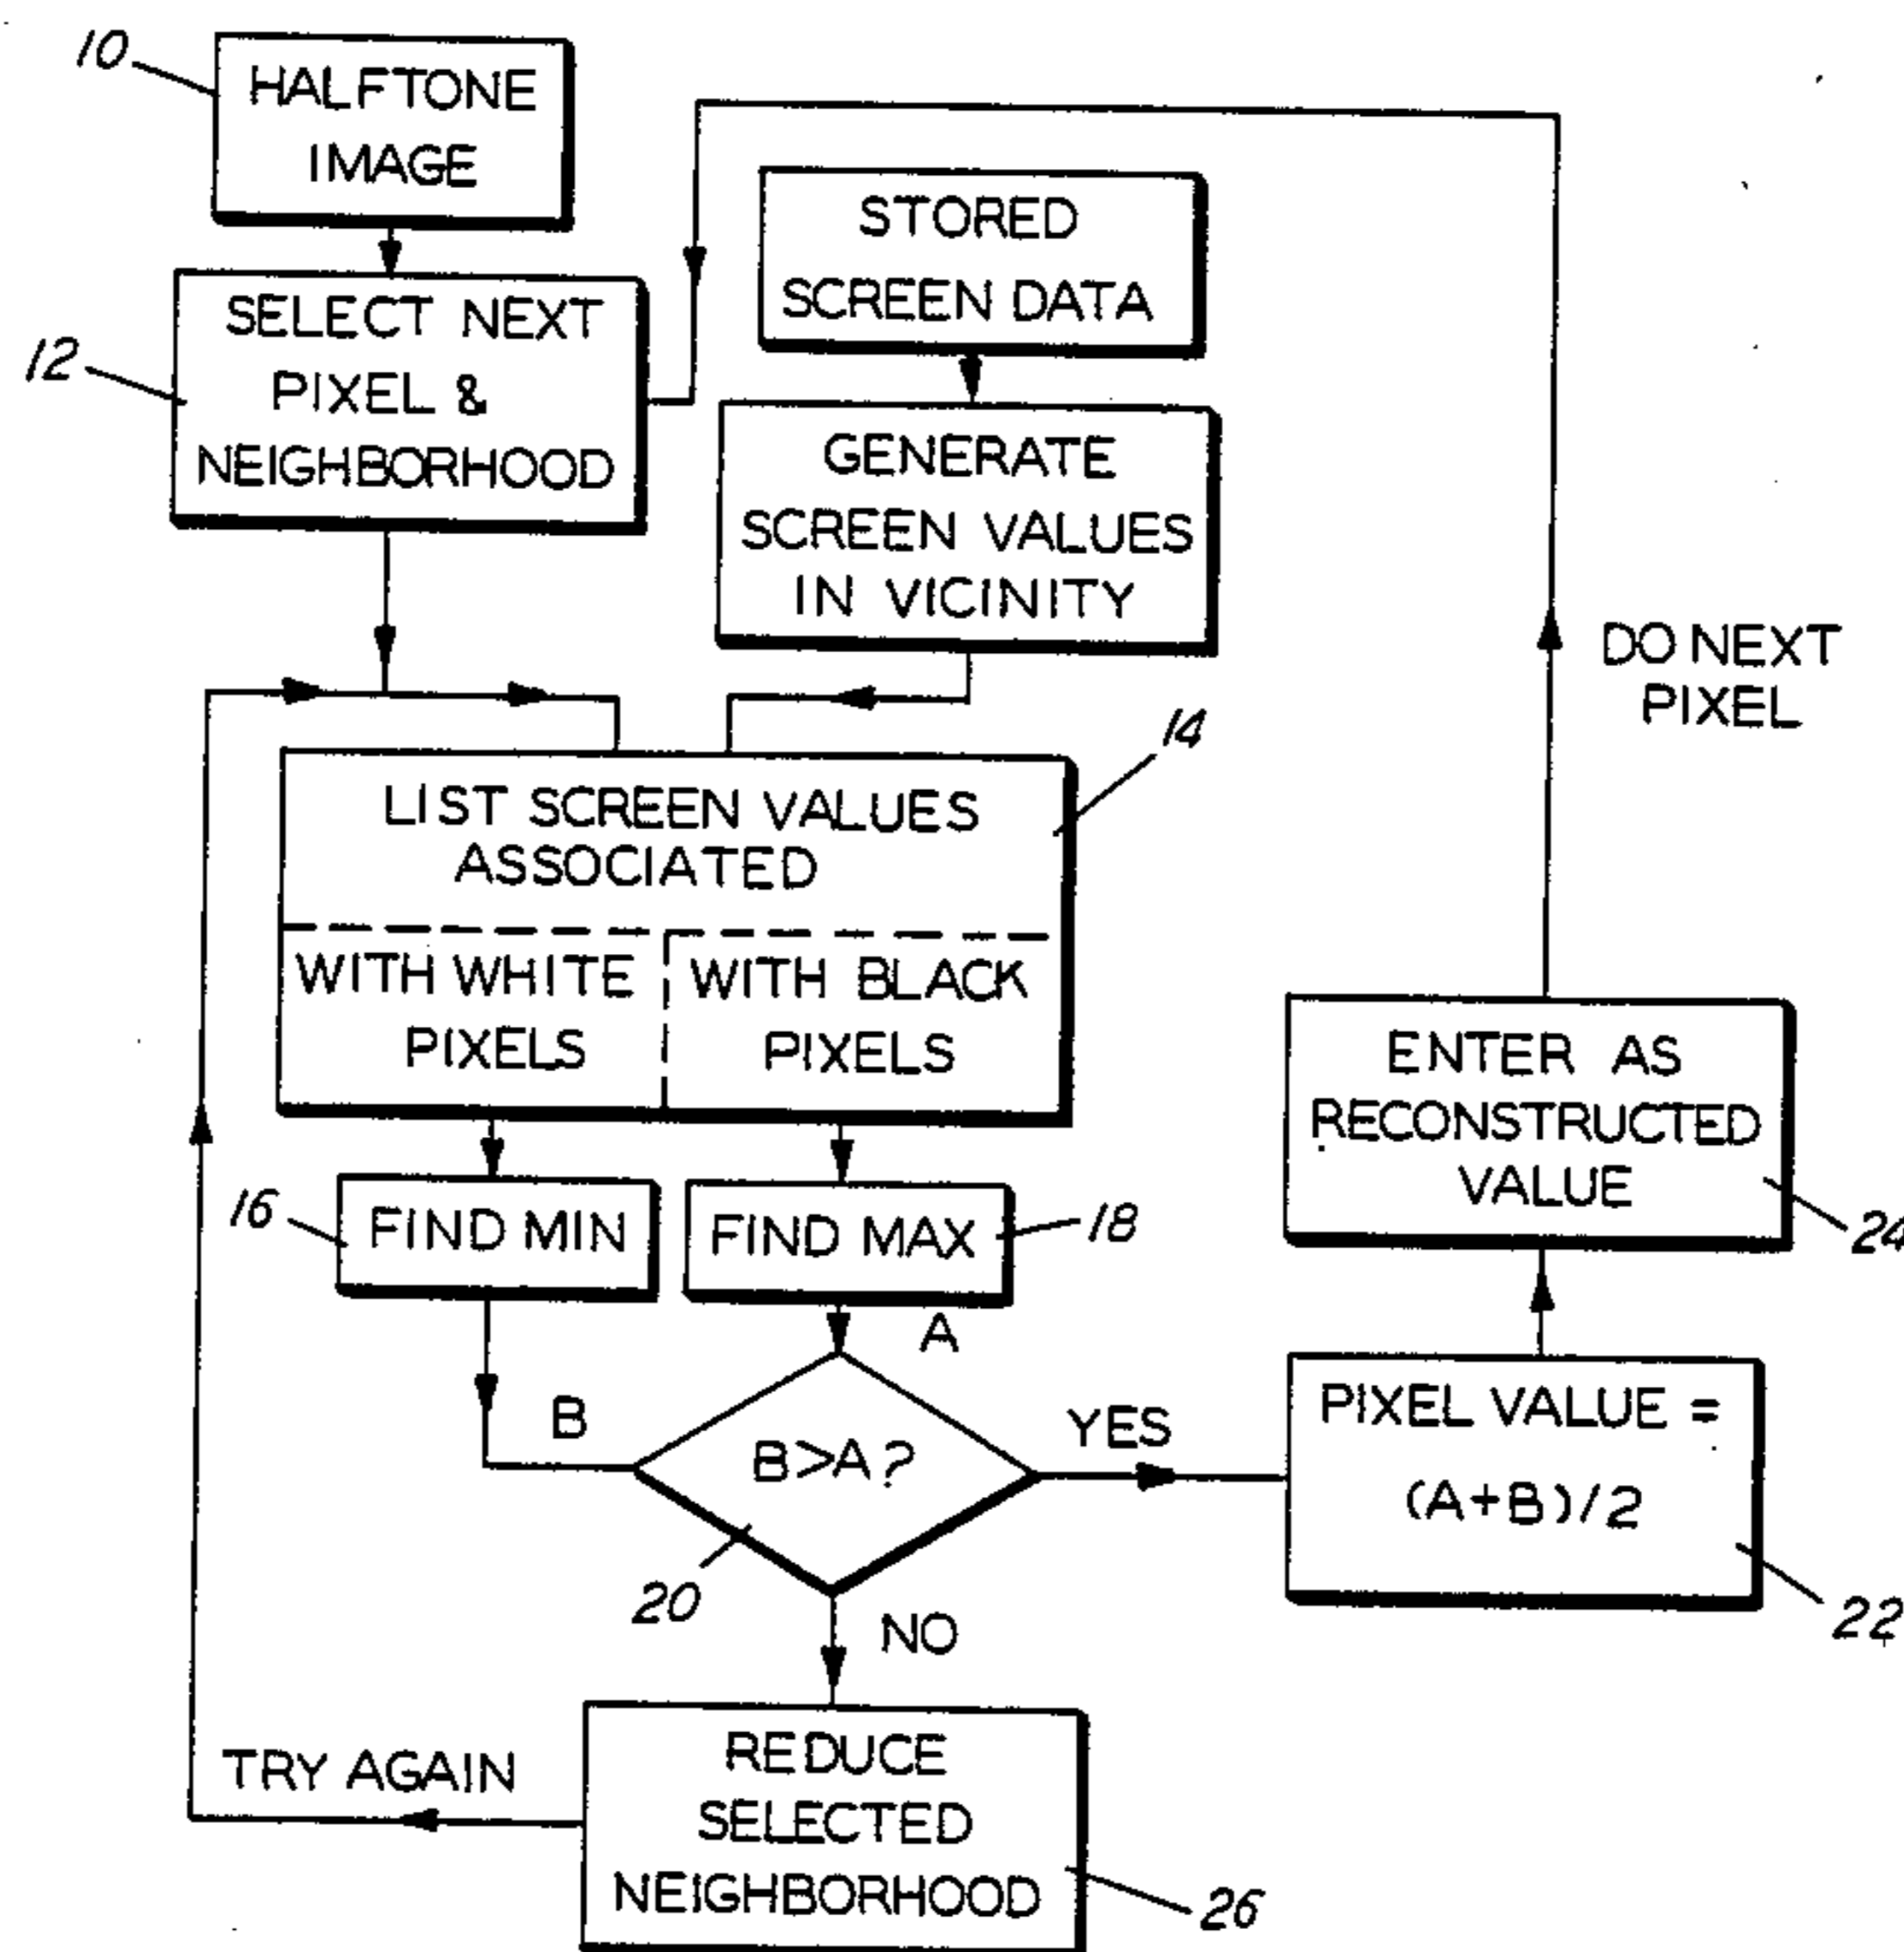 10
HALFTONE
IMAGE
12
SELECT NEXT
PIXEL &
NEIGHBORHOOD
STORED
SCREEN DATA
GENERATE
SCREEN VALUES
IN VICINITY
DO NEXT
PIXEL
14
LIST SCREEN VALUES
ASSOCIATED
WITH WHITE
PIXELS
WITH BLACK
PIXELS
16
FIND MIN
FIND MAX
18
ENTER AS
RECONSTRUCTED
VALUE
24
A
B
B>A?
YES
20
NO
PIXEL VALUE =
(A+B)/2
22
TRY AGAIN
REDUCE
SELECTED
NEIGHBORHOOD
26